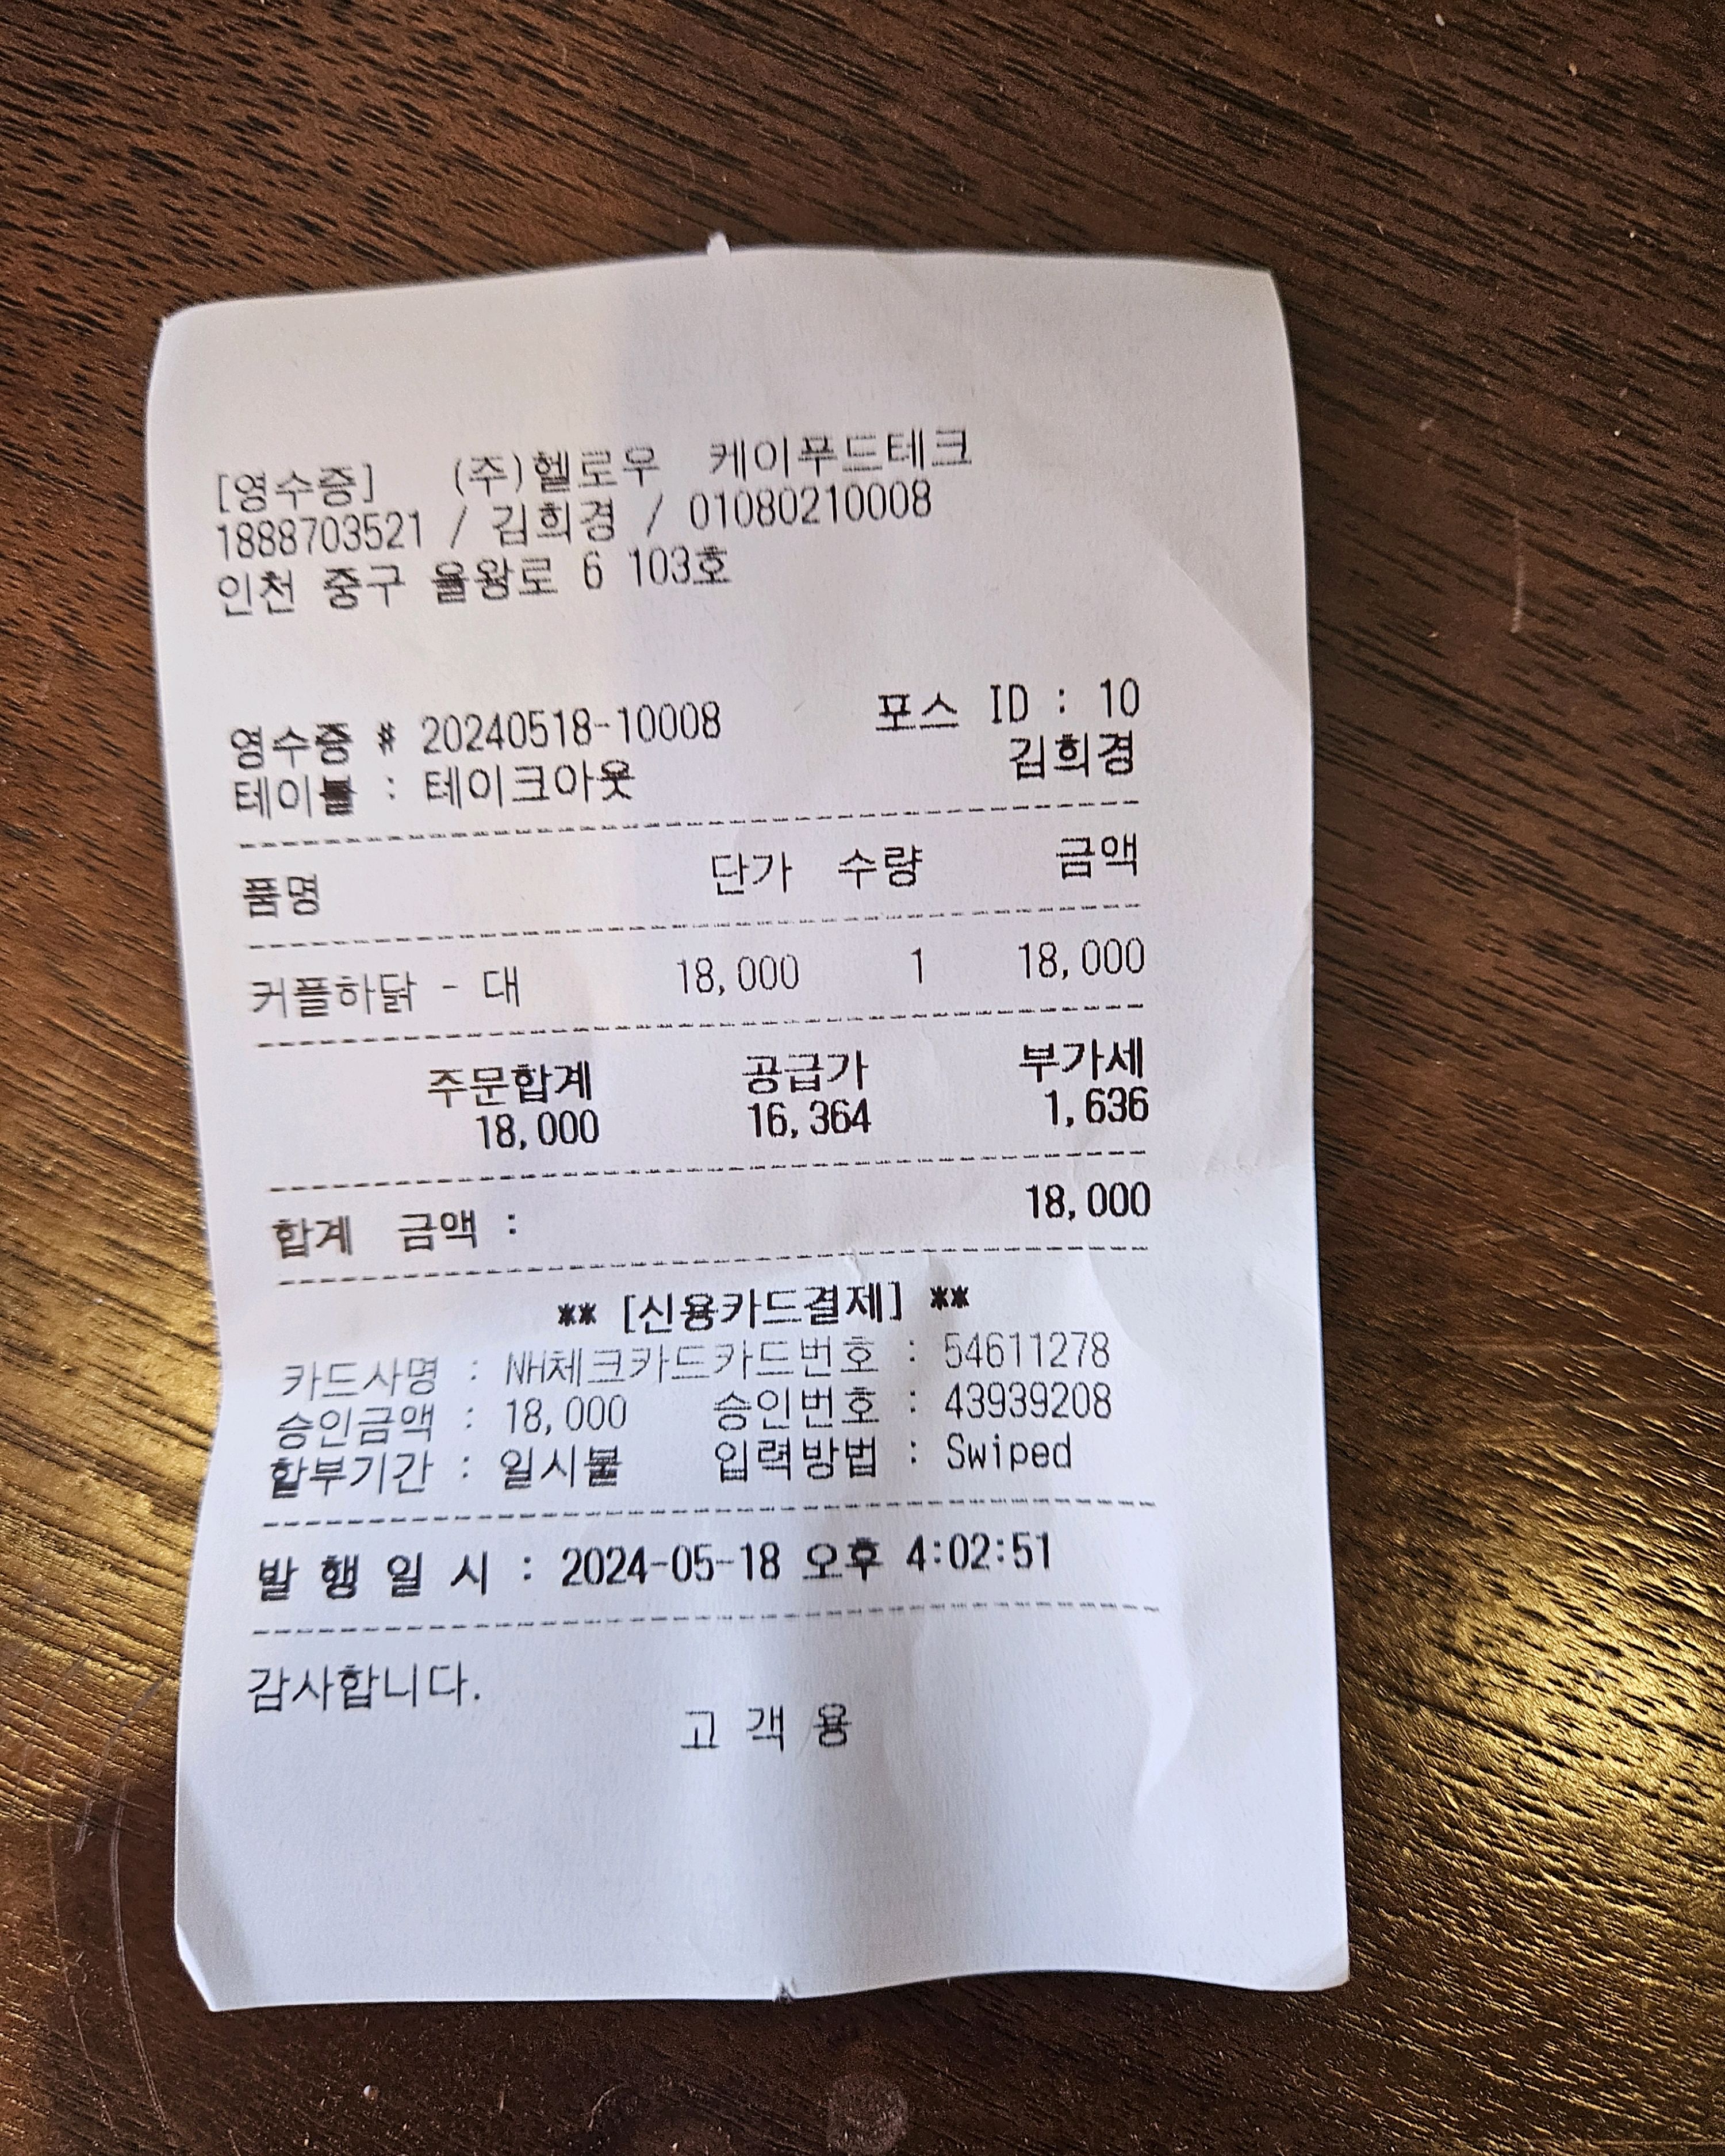 [영수증] (주)헬로우 케이푸드테크
1888703521 / 김희경 / 01080210008
인천 중구 을왕로 6 103호
영수증 # 20240518-10008 포스 ID : 10
테이블 : 테이크아웃 김희경
품명 단가 수량 금액
커플하닭 - 대 18,000 1 18,000
주문합계 공급가 부가세
18,000 16,364 1,636
합계 금액 : 18,000
** [신용카드결제] **
카드사명 : NH체크카드카드번호 : 54611278
승인금액 : 18,000 승인번호 : 43939208
할부기간 : 일시불 입력방법 : Swiped
발 행 일 시 : 2024-05-18 오후 4:02:51
감사합니다.
고 객 용